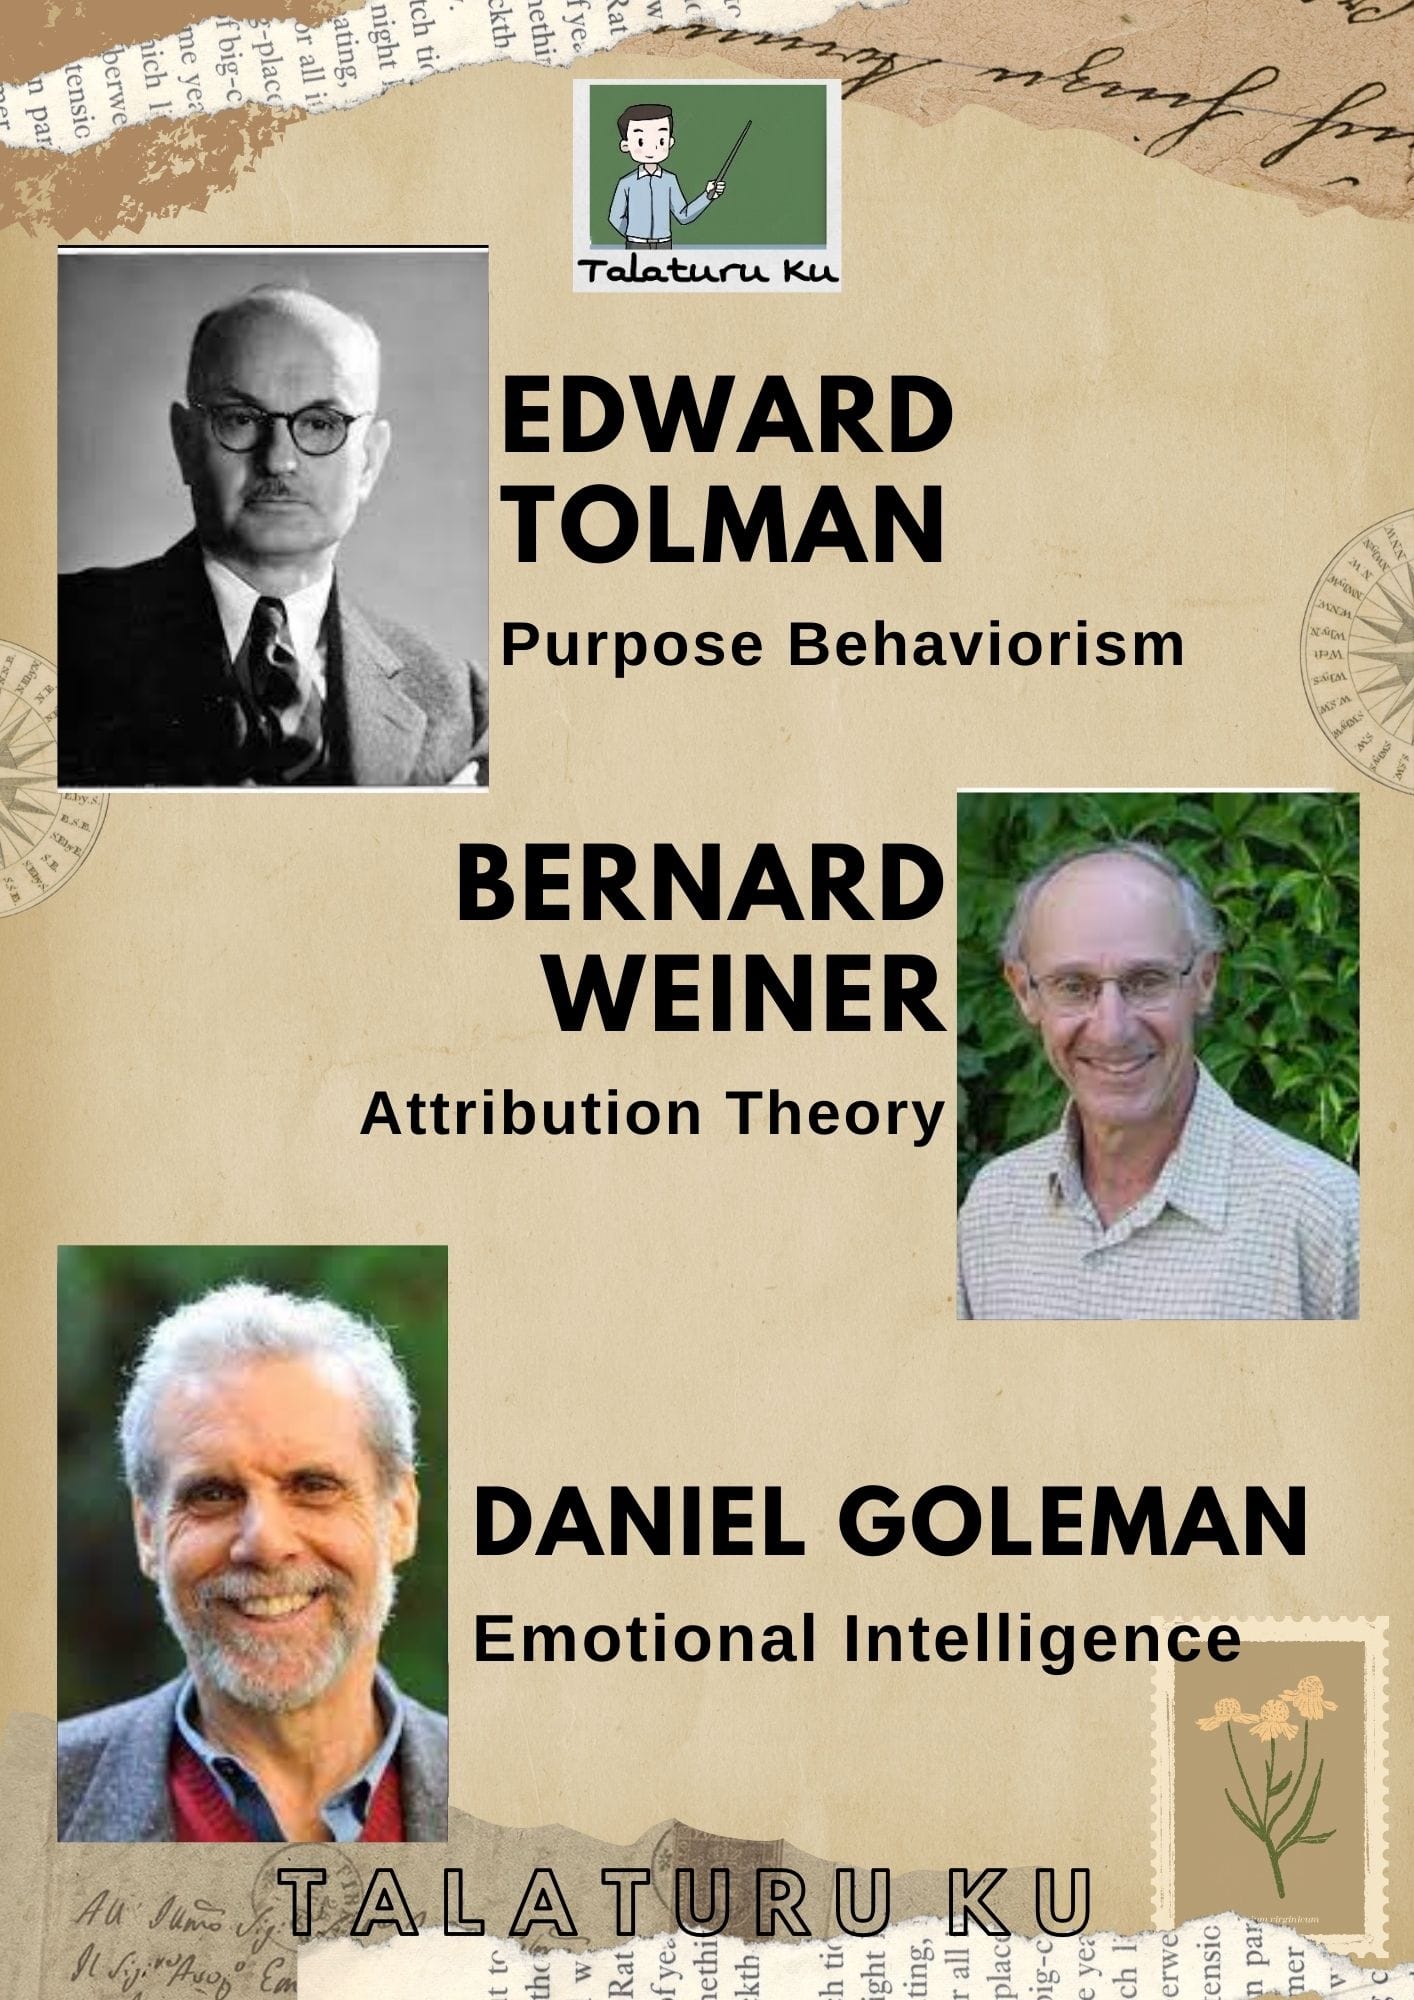 Talaturu Ku
EDWARD
TOLMAN
Purpose Behaviorism
BERNARD
WEINER
Attribution Theory
DANIEL GOLEMAN
Emotional Intelligence
TALATURU KU